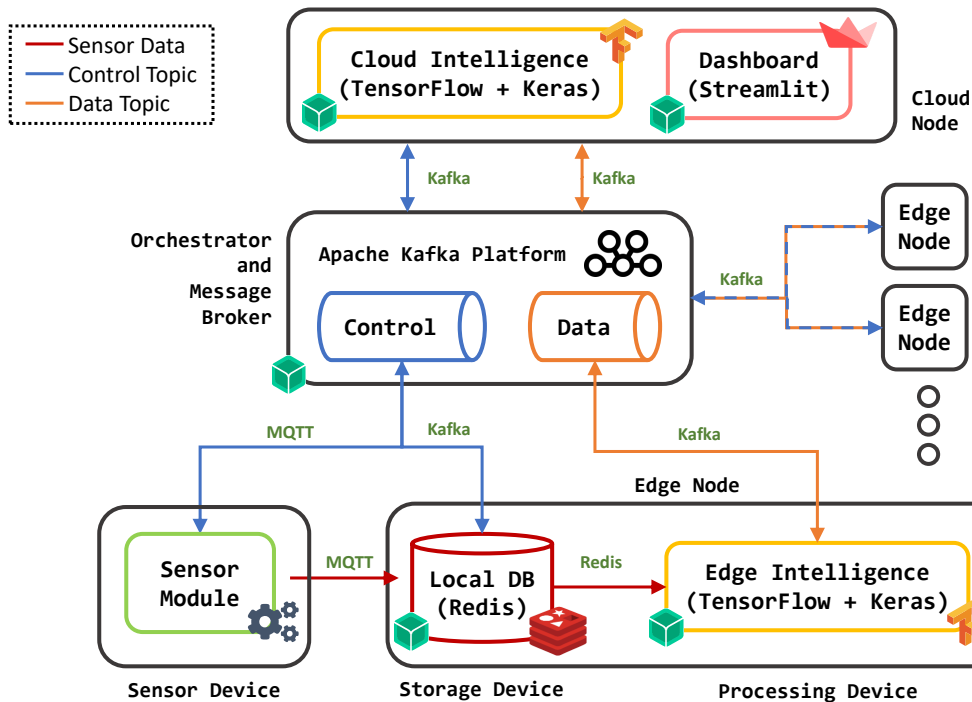 Sensor Data
Control Topic
Data Topic
Cloud Intelligence
(TensorFlow + Keras)
Dashboard
(Streamlit)
Cloud
Node
Kafka
Kafka
Orchestrator
and
Message
Broker
Apache Kafka Platform
Control
Data
Kafka
Edge
Node
Edge
Node
MQTT
Kafka
Kafka
Edge Node
Sensor
Module
MQTT
Local DB
(Redis)
Redis
Edge Intelligence
(TensorFlow + Keras)
Sensor Device
Storage Device
Processing Device